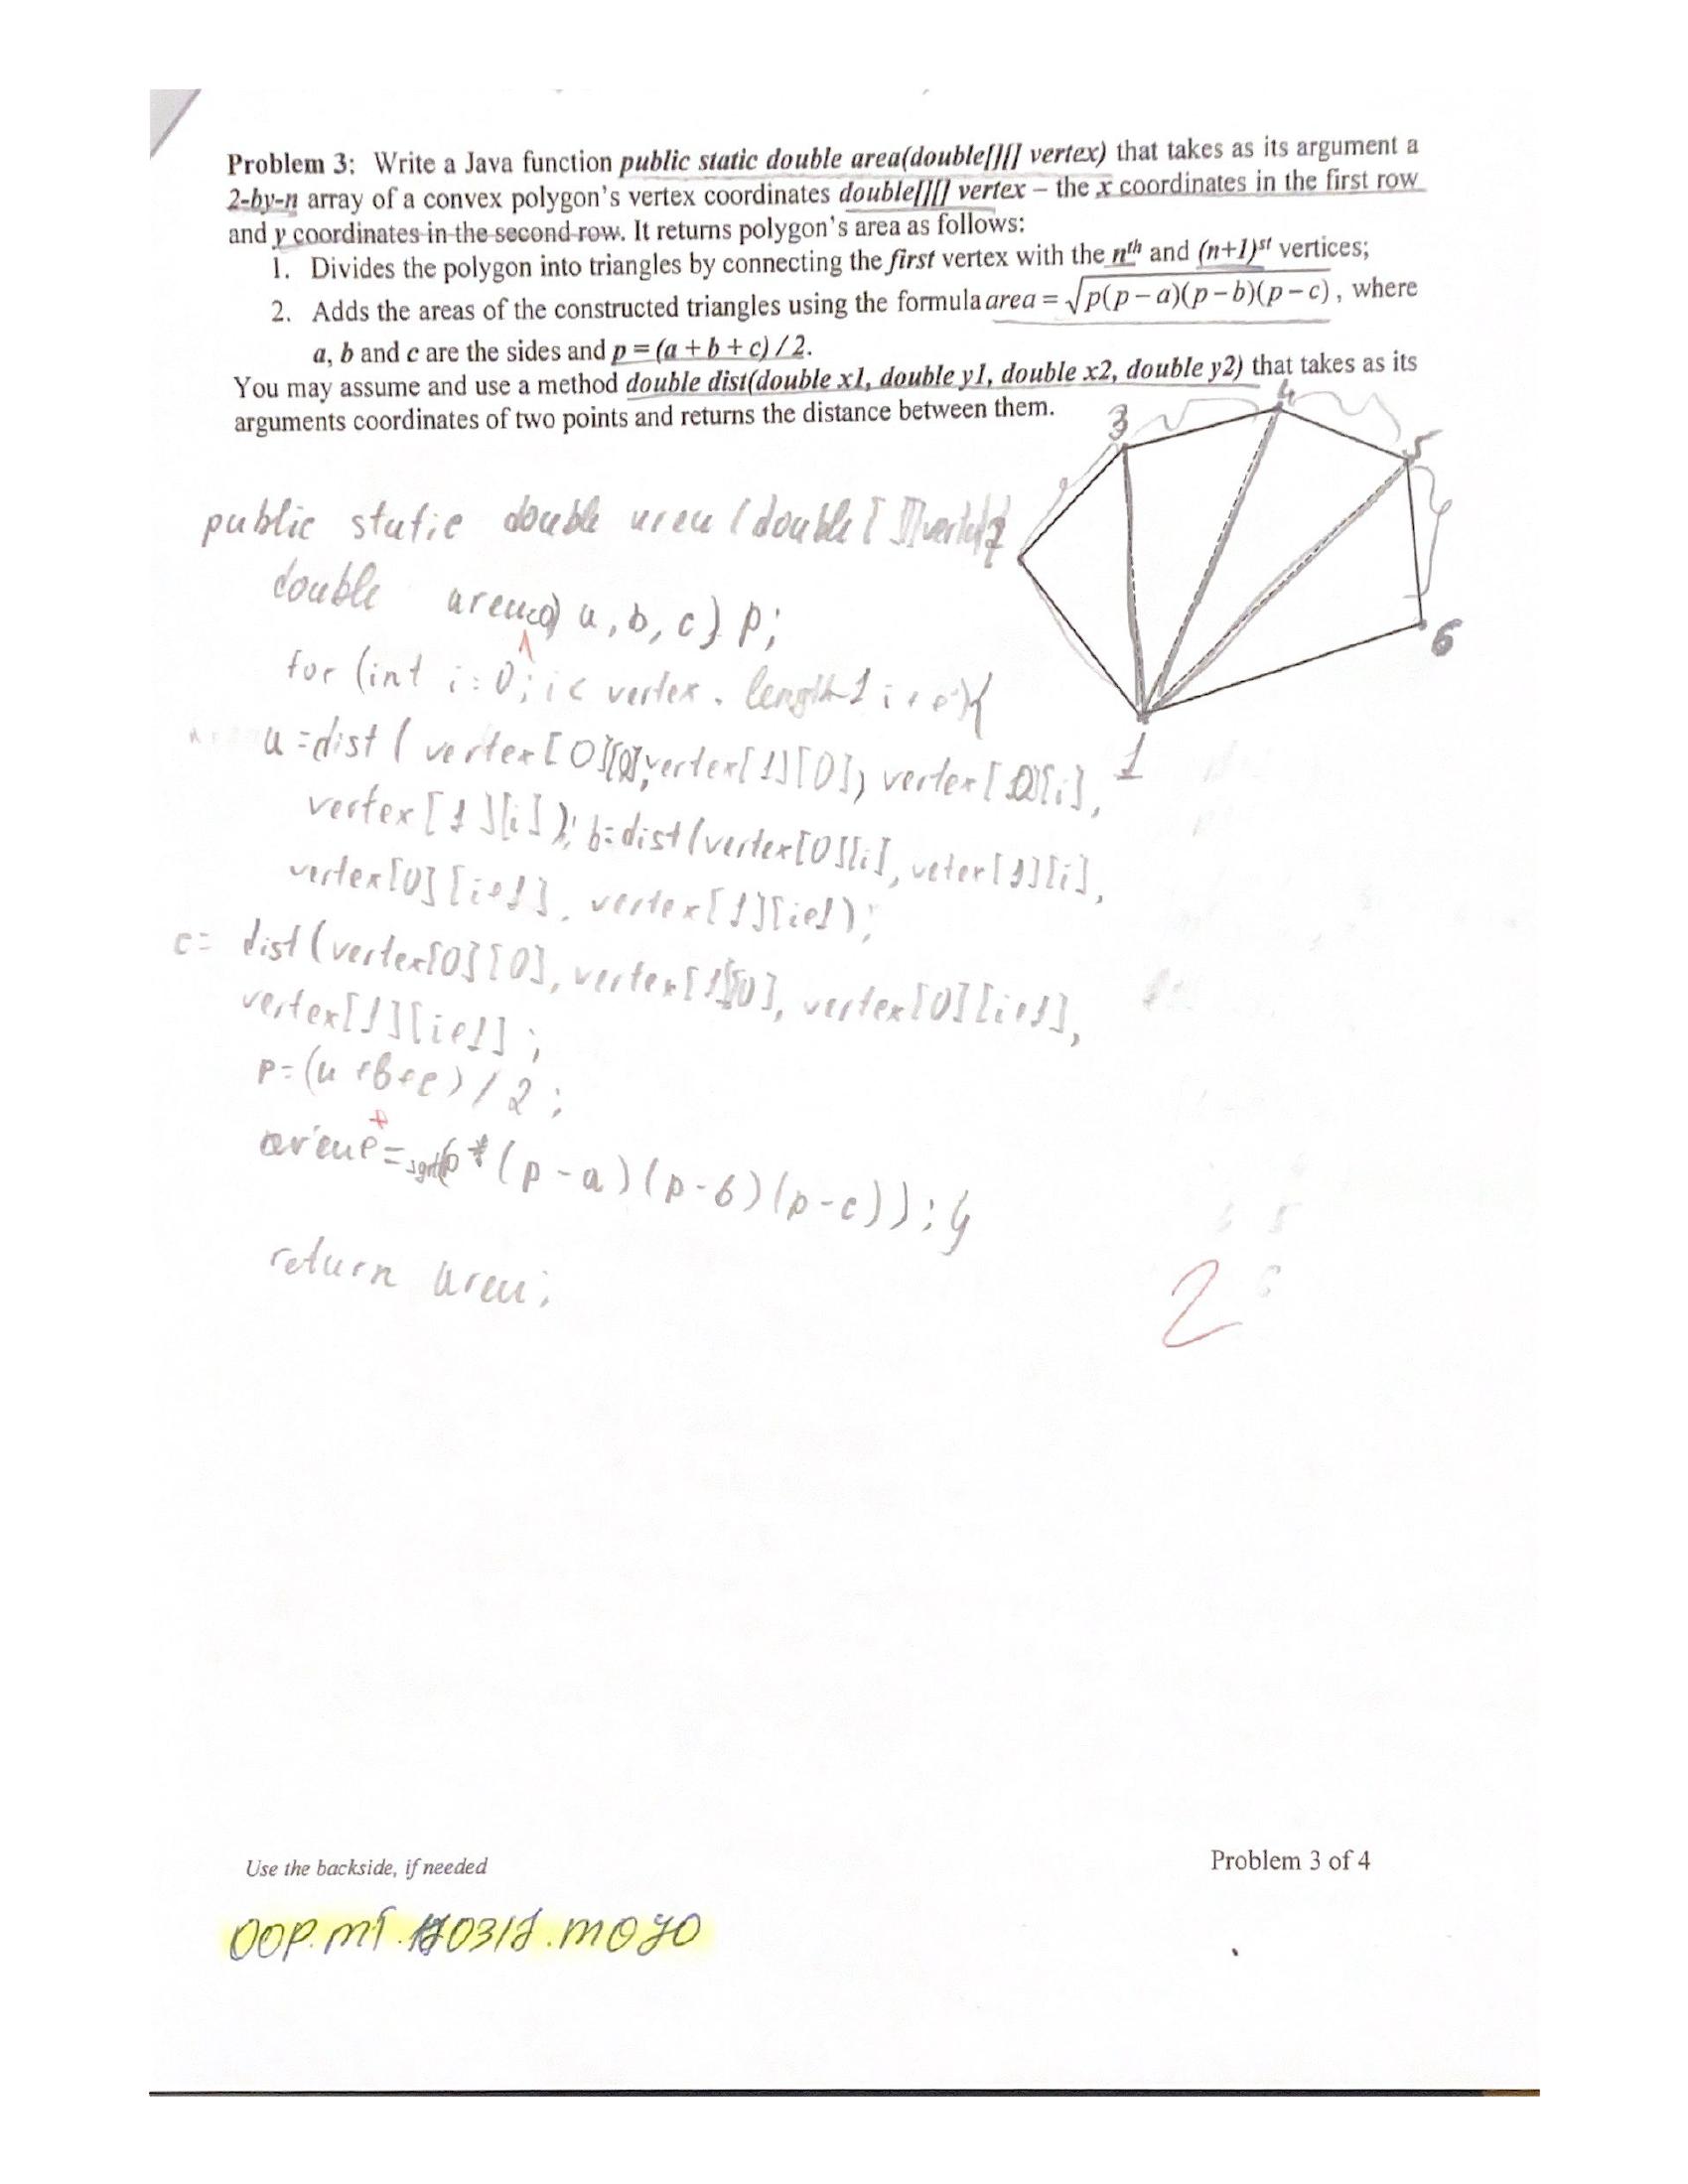 Problem 3: Write a Java function public static double area(double[][] vertex) that takes as its argument a
2-by-n array of a convex polygon's vertex coordinates double[][] vertex – the x coordinates in the first row
and y coordinates in the second row. It returns polygon's area as follows:
1. Divides the polygon into triangles by connecting the first vertex with the nth and (n+1)st vertices;
2. Adds the areas of the constructed triangles using the formula area = √p(p − a)(p − b)(p − c) , where
a, b and c are the sides and p = (a + b + c) / 2.
You may assume and use a method double dist(double x1, double y1, double x2, double y2) that takes as its
arguments coordinates of two points and returns the distance between them.
3
4
5
6
1
public static double area (double [][]vertex){
double area=0, a, b, c, p;
for (int i=0; i< vertex. length-1 i++){
a =dist ( vertex[0][0],vertex[1][0], vertex[0][i],
vertex[1][i]); b=dist(vertex[0][i], veter[1][i],
vertex[0][i+1], vertex[1][i+1);
c= dist(vertex[0][0], vertex[1][0], vertex[0][i+1],
vertex[1][i+1];
p=(a+b+c)/2;
area+=sqrt(p*(p-a)(p-b)(p-c));}
return area;
2
Use the backside, if needed
Problem 3 of 4